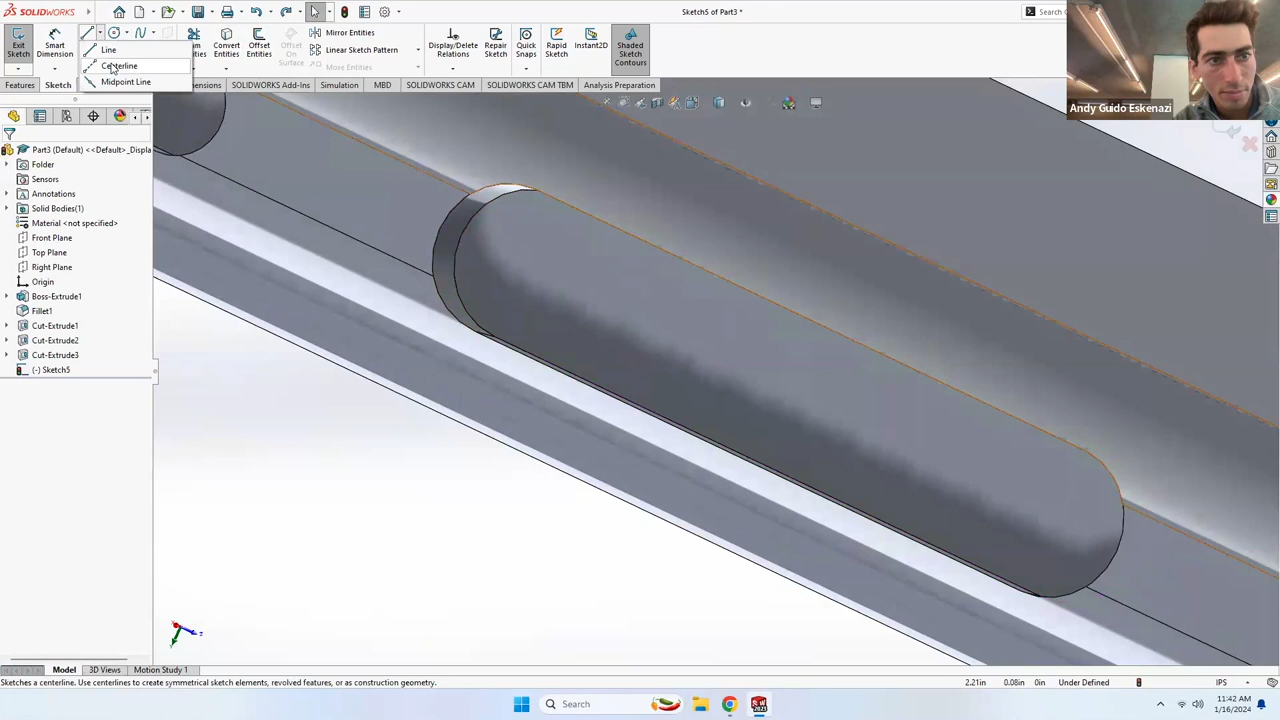 SOLIDWORKS
Sketch5 of Part3 *
Search Co
Exit Sketch
Smart Dimension
Line
Centerline
Midpoint Line
Convert Entities
Offset Entities
Offset On Surface
Mirror Entities
Linear Sketch Pattern
More Entities
Display/Delete Relations
Repair Sketch
Rapid Sketch
Instant2D
Shaded Sketch Contours
Features
Sketch
SOLIDWORKS Add-Ins
Simulation
MBD
SOLIDWORKS CAM
SOLIDWORKS CAM TBM
Analysis Preparation
Andy Guido Eskenazi
Part3 (Default) <<Default>_Displa
Folder
Sensors
Annotations
Solid Bodies(1)
Material <not specified>
Front Plane
Top Plane
Right Plane
Origin
Boss-Extrude1
Fillet1
Cut-Extrude1
Cut-Extrude2
Cut-Extrude3
(-) Sketch5
Model
3D Views
Motion Study 1
Sketches a centerline. Use centerlines to create symmetrical sketch elements, revolved features, or as construction geometry.
2.21in
0.08in
0in
Under Defined
IPS
Search
11:42 AM
1/16/2024